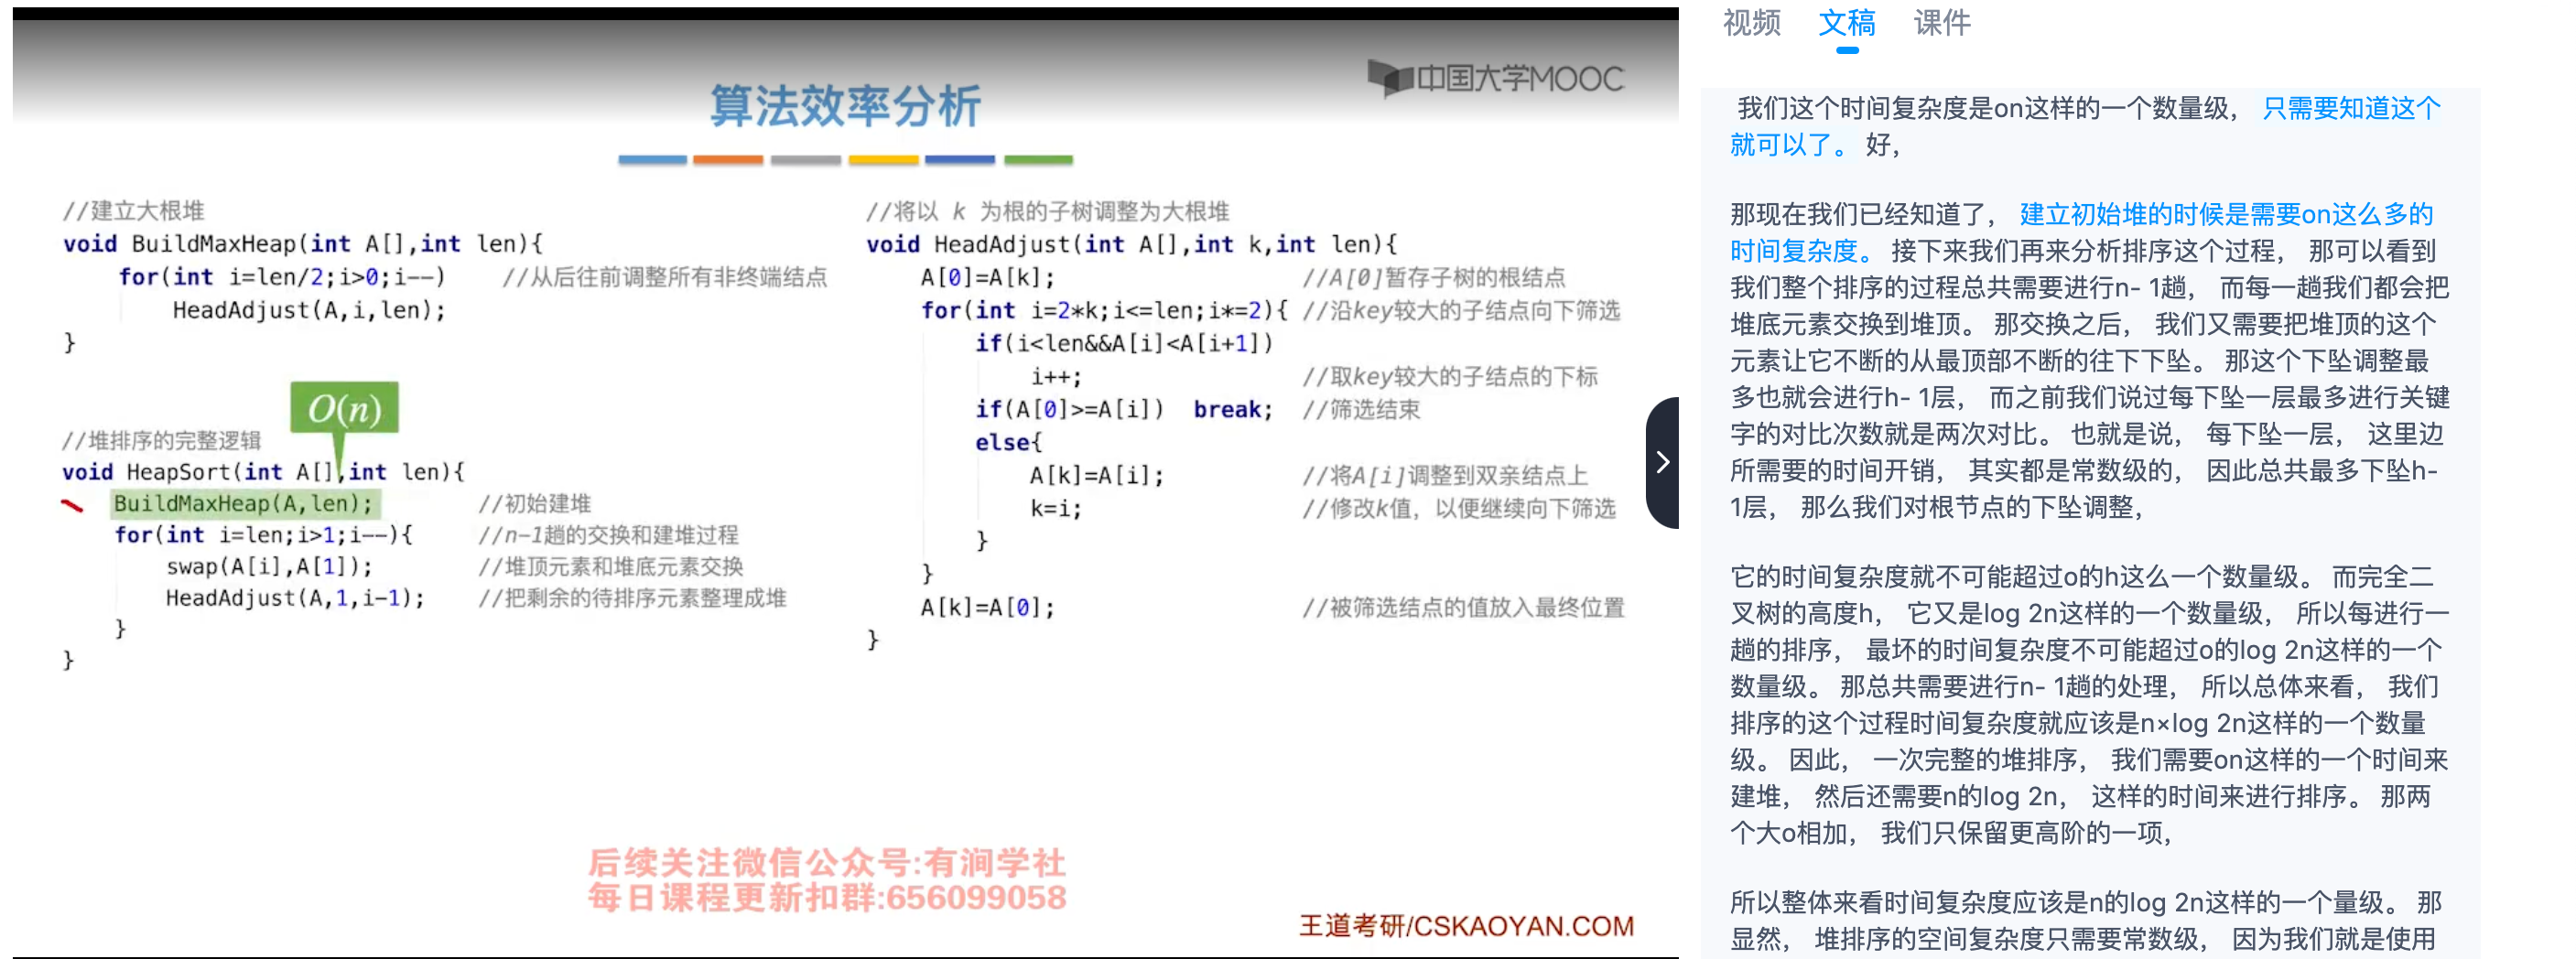 中国大学MOOC
算法效率分析
//建立大根堆
void BuildMaxHeap(int A[],int len){
    for(int i=len/2;i>0;i--)    //从后往前调整所有非终端结点
        HeadAdjust(A,i,len);
}
O(n)
//堆排序的完整逻辑
void HeapSort(int A[],int len){
    BuildMaxHeap(A,len);        //初始建堆
    for(int i=len;i>1;i--){     //n-1趟的交换和建堆过程
        swap(A[i],A[1]);        //堆顶元素和堆底元素交换
        HeadAdjust(A,1,i-1);    //把剩余的待排序元素整理成堆
    }
}
//将以 k 为根的子树调整为大根堆
void HeadAdjust(int A[],int k,int len){
    A[0]=A[k];                  //A[0]暂存子树的根结点
    for(int i=2*k;i<=len;i*=2){ //沿key较大的子结点向下筛选
        if(i<len&&A[i]<A[i+1])
            i++;                //取key较大的子结点的下标
        if(A[0]>=A[i])  break;  //筛选结束
        else{
            A[k]=A[i];          //将A[i]调整到双亲结点上
            k=i;                //修改k值，以便继续向下筛选
        }
    }
    A[k]=A[0];                  //被筛选结点的值放入最终位置
}
后续关注微信公众号:有涧学社
每日课程更新扣群:656099058
王道考研/CSKAOYAN.COM
视频 文稿 课件
我们这个时间复杂度是on这样的一个数量级， 只需要知道这个
就可以了。 好，
那现在我们已经知道了， 建立初始堆的时候是需要on这么多的
时间复杂度。 接下来我们再来分析排序这个过程， 那可以看到
我们整个排序的过程总共需要进行n- 1趟， 而每一趟我们都会把
堆底元素交换到堆顶。 那交换之后， 我们又需要把堆顶的这个
元素让它不断的从最顶部不断的往下下坠。 那这个下坠调整最
多也就会进行h- 1层， 而之前我们说过每下坠一层最多进行关键
字的对比次数就是两次对比。 也就是说， 每下坠一层， 这里边
所需要的时间开销， 其实都是常数级的， 因此总共最多下坠h-
1层， 那么我们对根节点的下坠调整，
它的时间复杂度就不可能超过o的h这么一个数量级。 而完全二
叉树的高度h， 它又是log 2n这样的一个数量级， 所以每进行一
趟的排序， 最坏的时间复杂度不可能超过o的log 2n这样的一个
数量级。 那总共需要进行n- 1趟的处理， 所以总体来看， 我们
排序的这个过程时间复杂度就应该是n×log 2n这样的一个数量
级。 因此， 一次完整的堆排序， 我们需要on这样的一个时间来
建堆， 然后还需要n的log 2n， 这样的时间来进行排序。 那两
个大o相加， 我们只保留更高阶的一项，
所以整体来看时间复杂度应该是n的log 2n这样的一个量级。 那
显然， 堆排序的空间复杂度只需要常数级， 因为我们就是使用